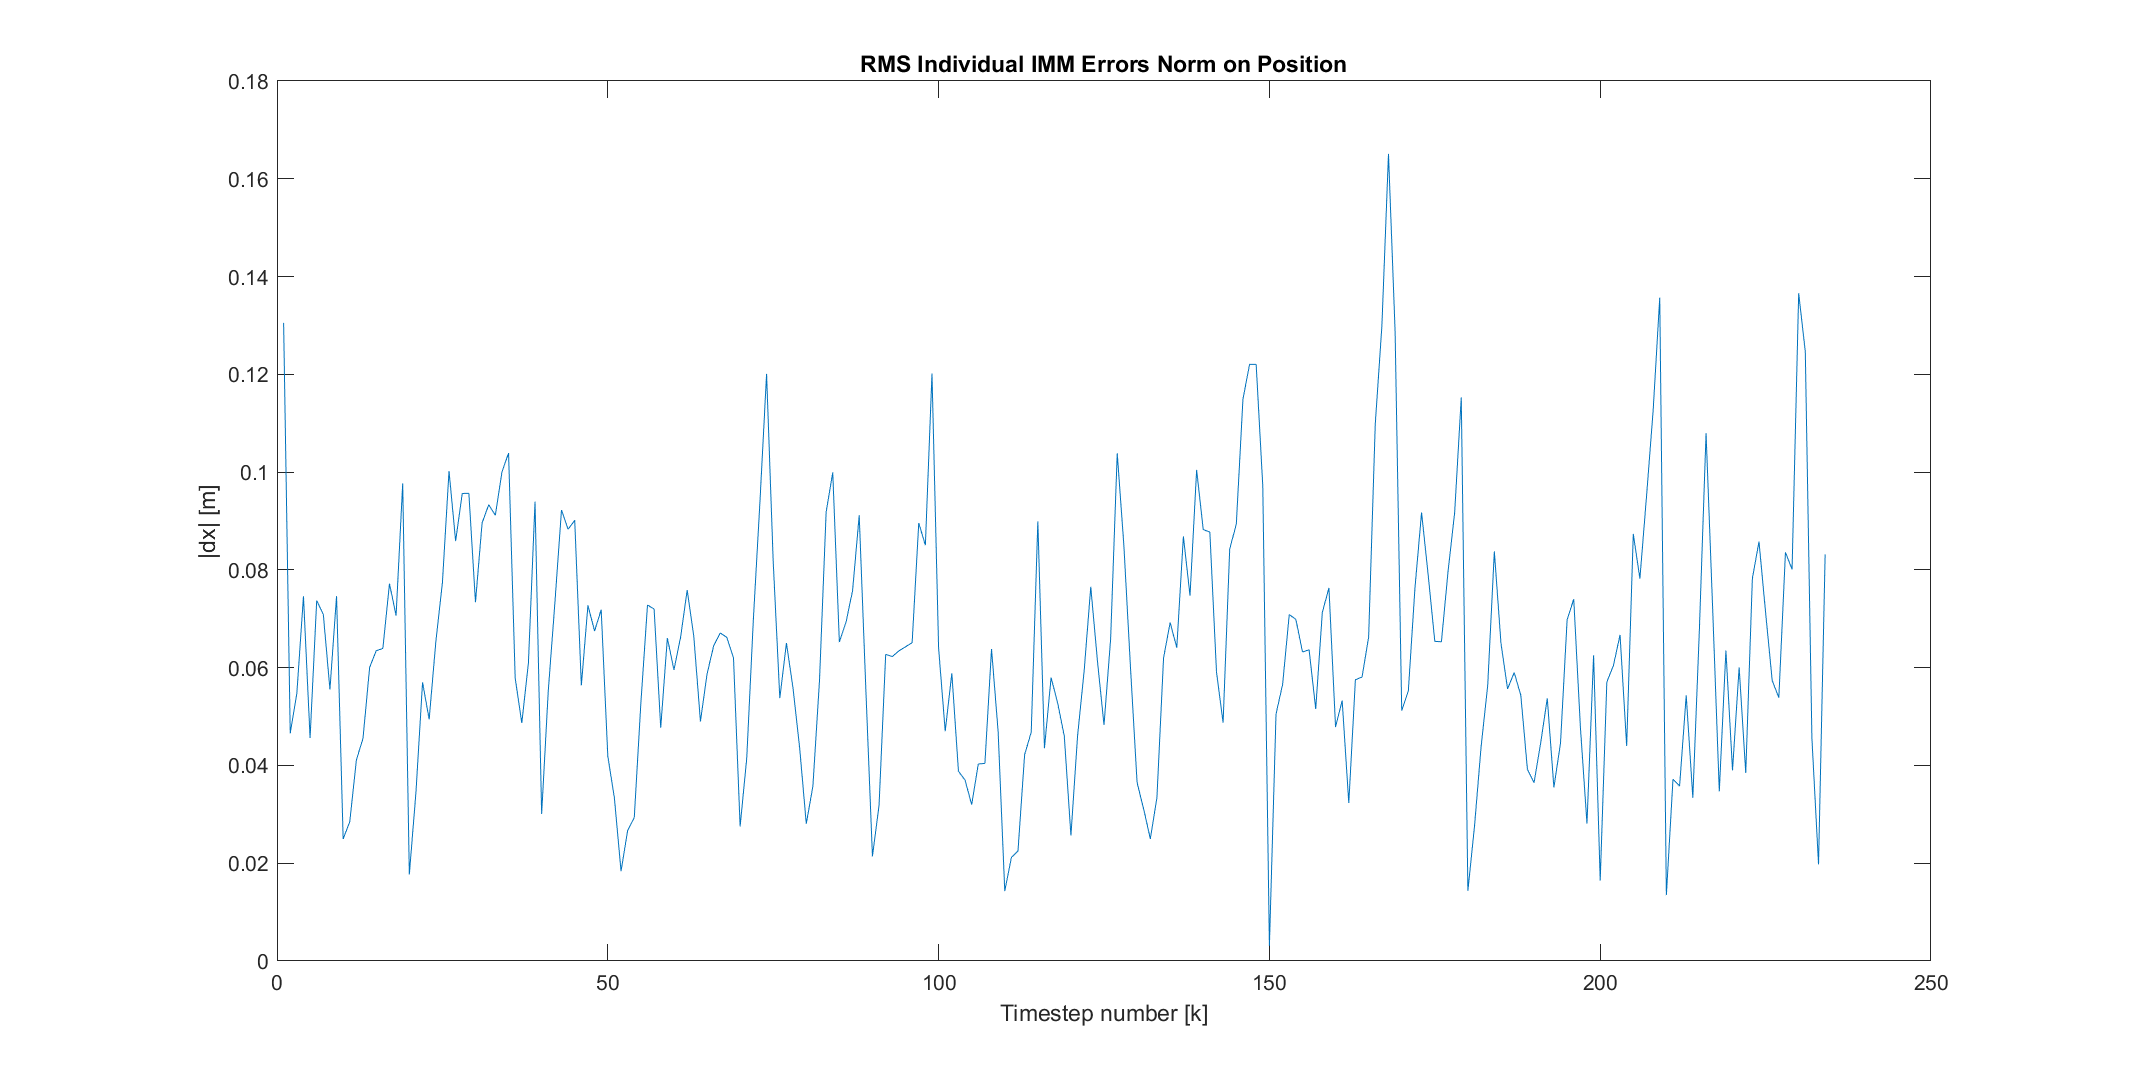 RMS Individual IMM Errors Norm on Position
0.18
0.16
0.14
0.12
0.1
0.08
0.06
0.04
0.02
0
|dx| [m]
0 50 100 150 200 250
Timestep number [k]